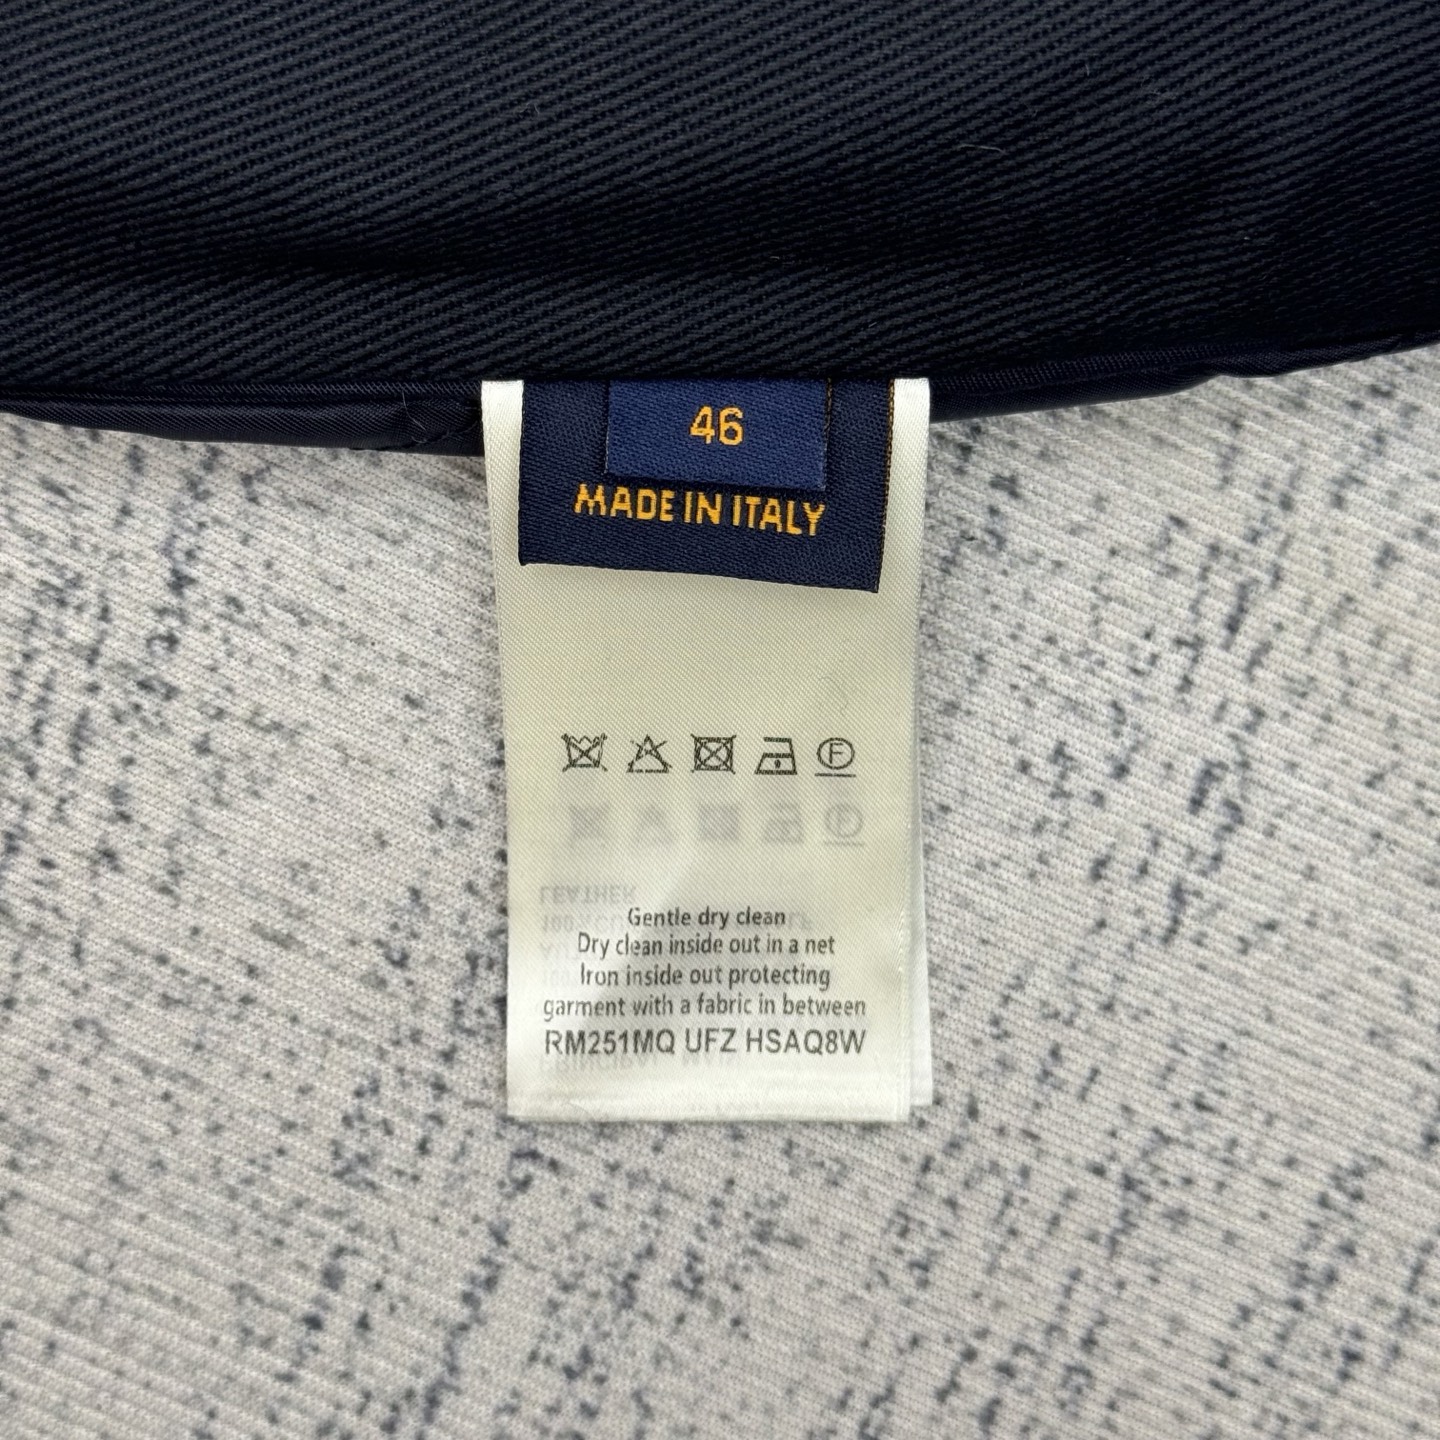 46
MADE IN ITALY
F
Gentle dry clean
Dry clean inside out in a net
Iron inside out protecting
garment with a fabric in between
RM251MQ UFZ HSAQ8W